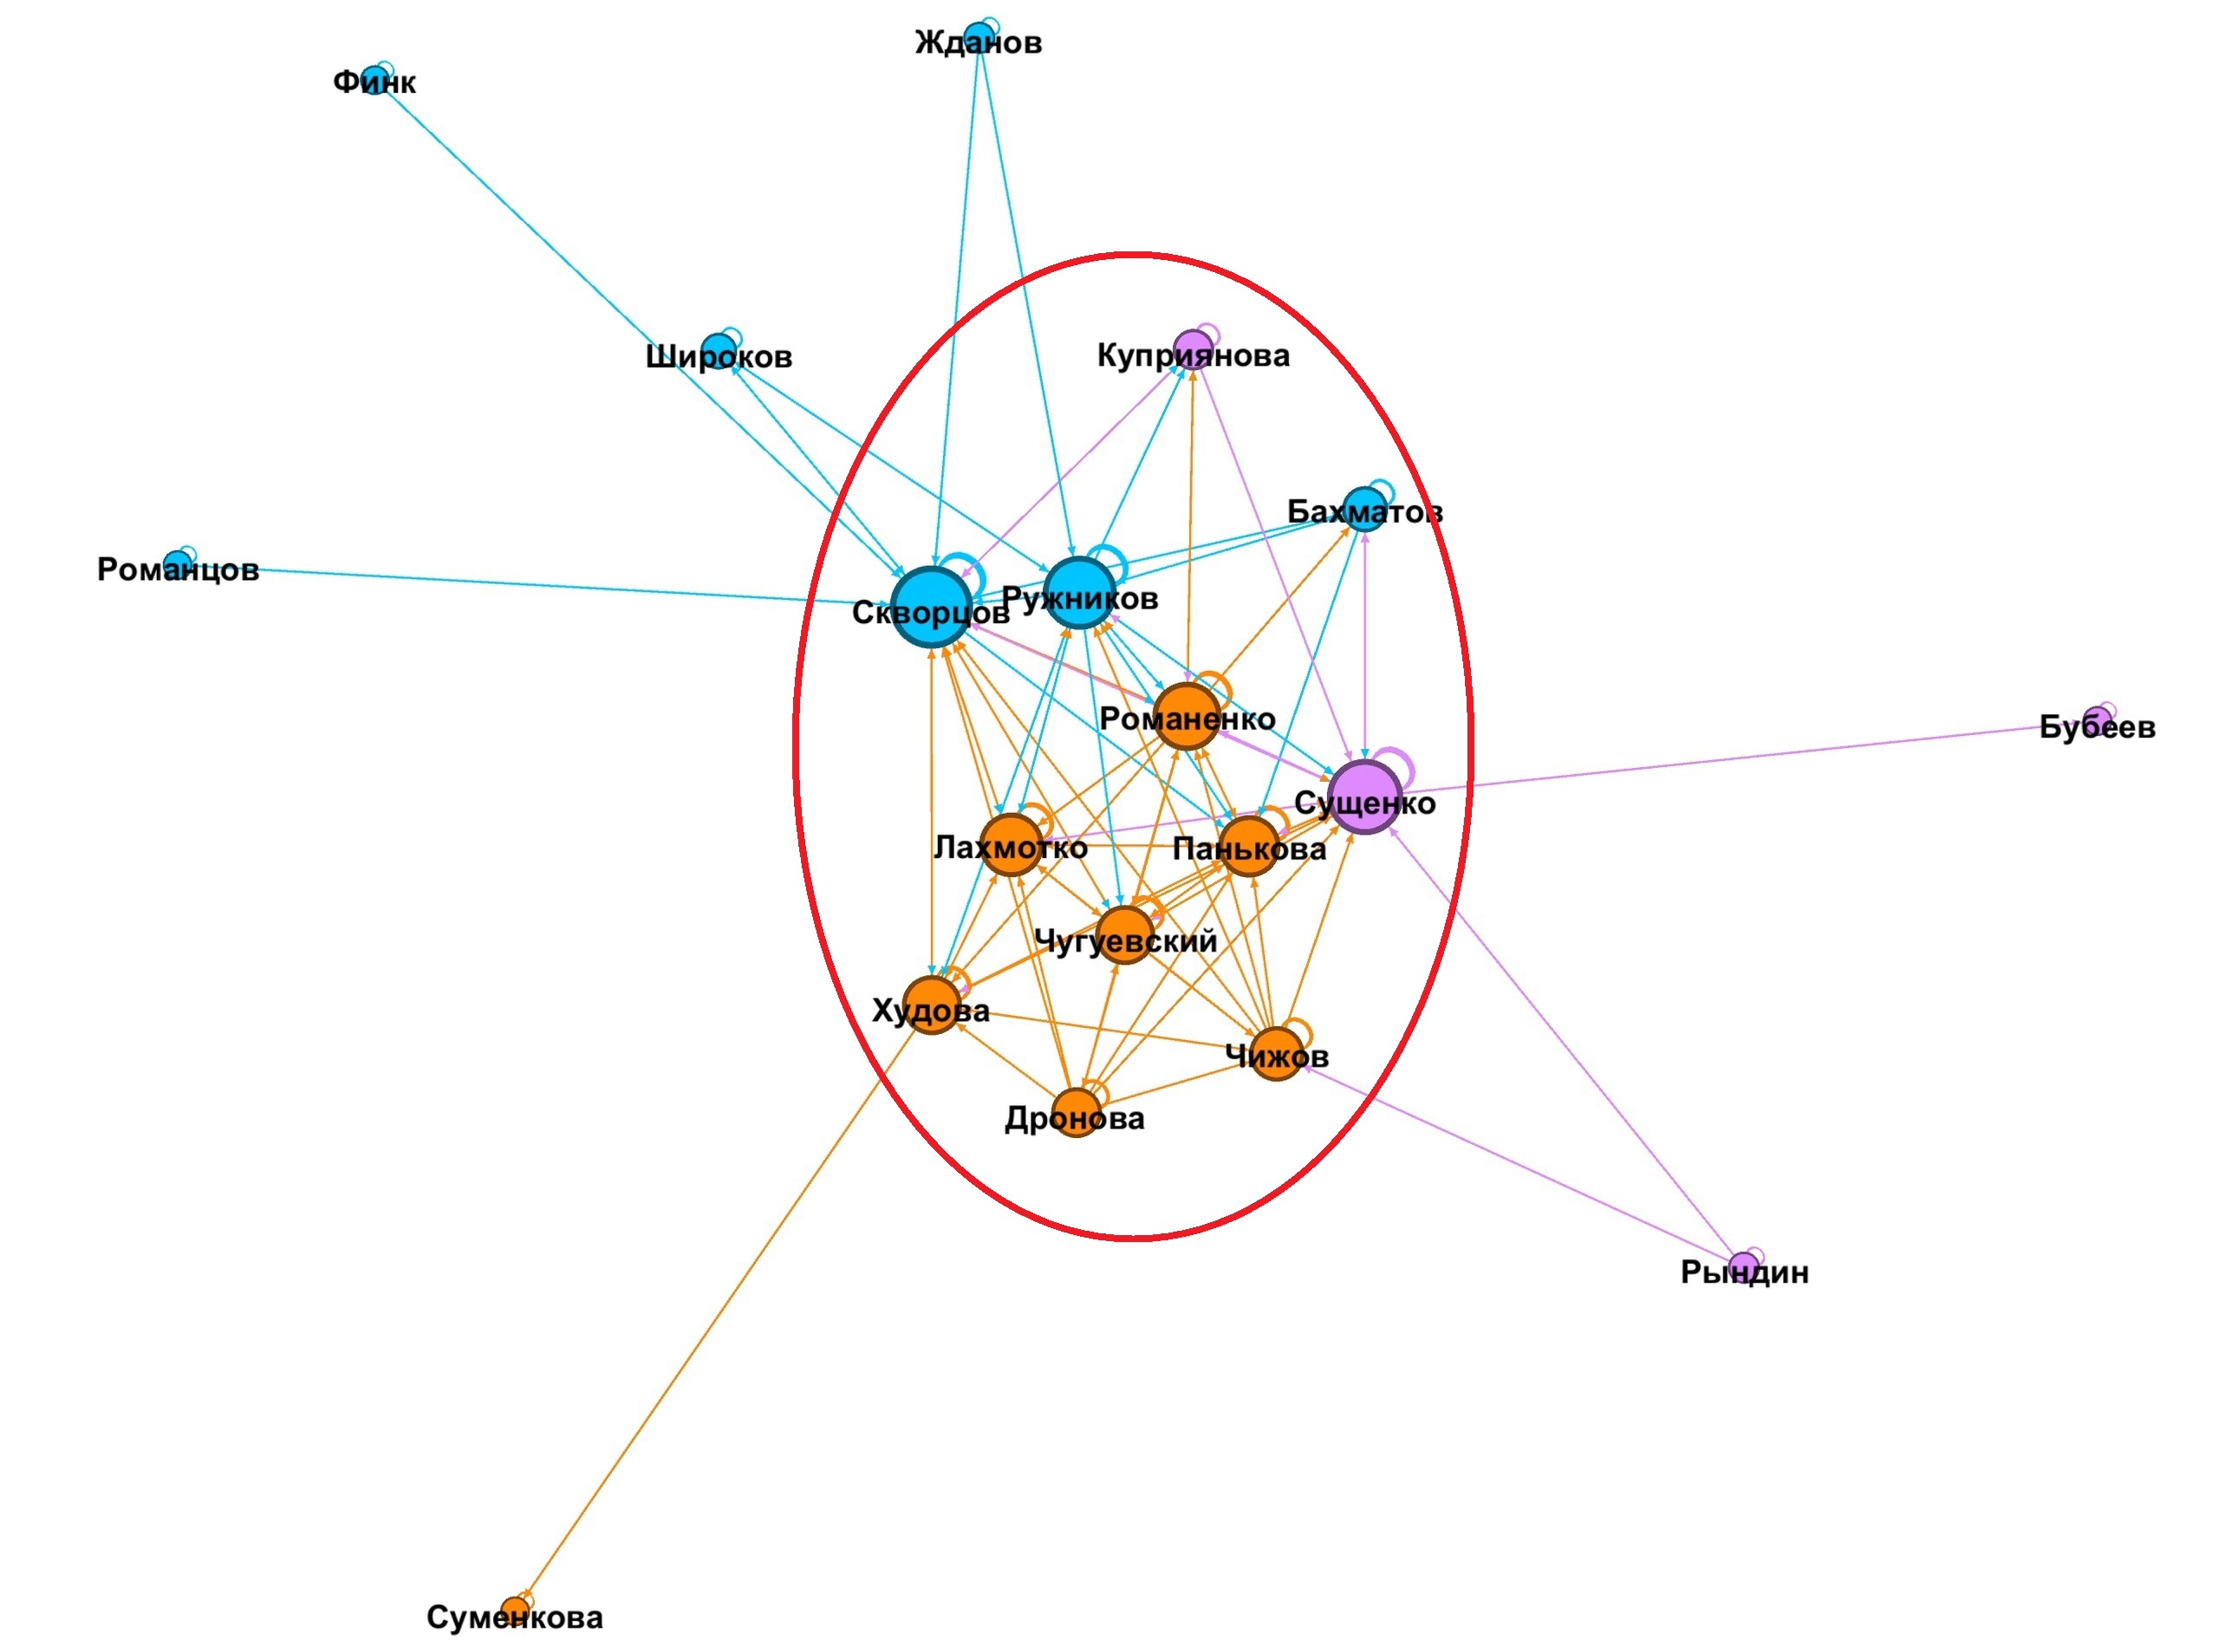 Жданов
Финк
Широков
Куприянова
Бахматов
Романцов
Скворцов
Ружников
Романенко
Бубеев
Сущенко
Лахмотко
Панькова
Чугуевский
Худова
Чижов
Дронова
Рындин
Суменкова